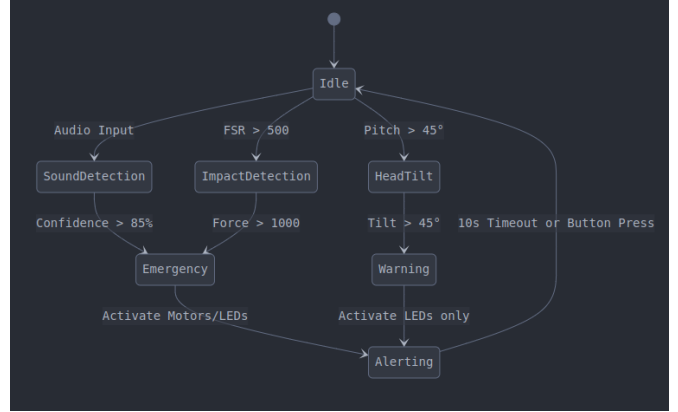 Idle
Audio Input
FSR > 500
Pitch > 45°
SoundDetection
ImpactDetection
HeadTilt
Confidence > 85%
Force > 1000
Tilt > 45°
10s Timeout or Button Press
Emergency
Warning
Activate Motors/LEDs
Activate LEDs only
Alerting